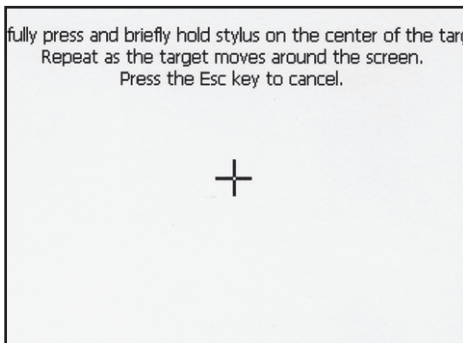 fully press and briefly hold stylus on the center of the targ
Repeat as the target moves around the screen.
Press the Esc key to cancel.